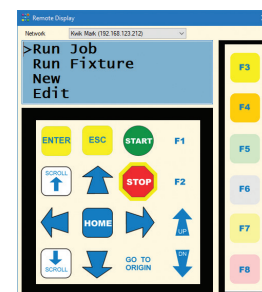 Remote Display
Network Kwik Mark (192.168.123.212)
>Run Job
Run Fixture
New
Edit
F3
F4
F5
F6
F7
F8
ENTER ESC START F1
SCROLL STOP F2
HOME UP
SCROLL GO TO ORIGIN DN